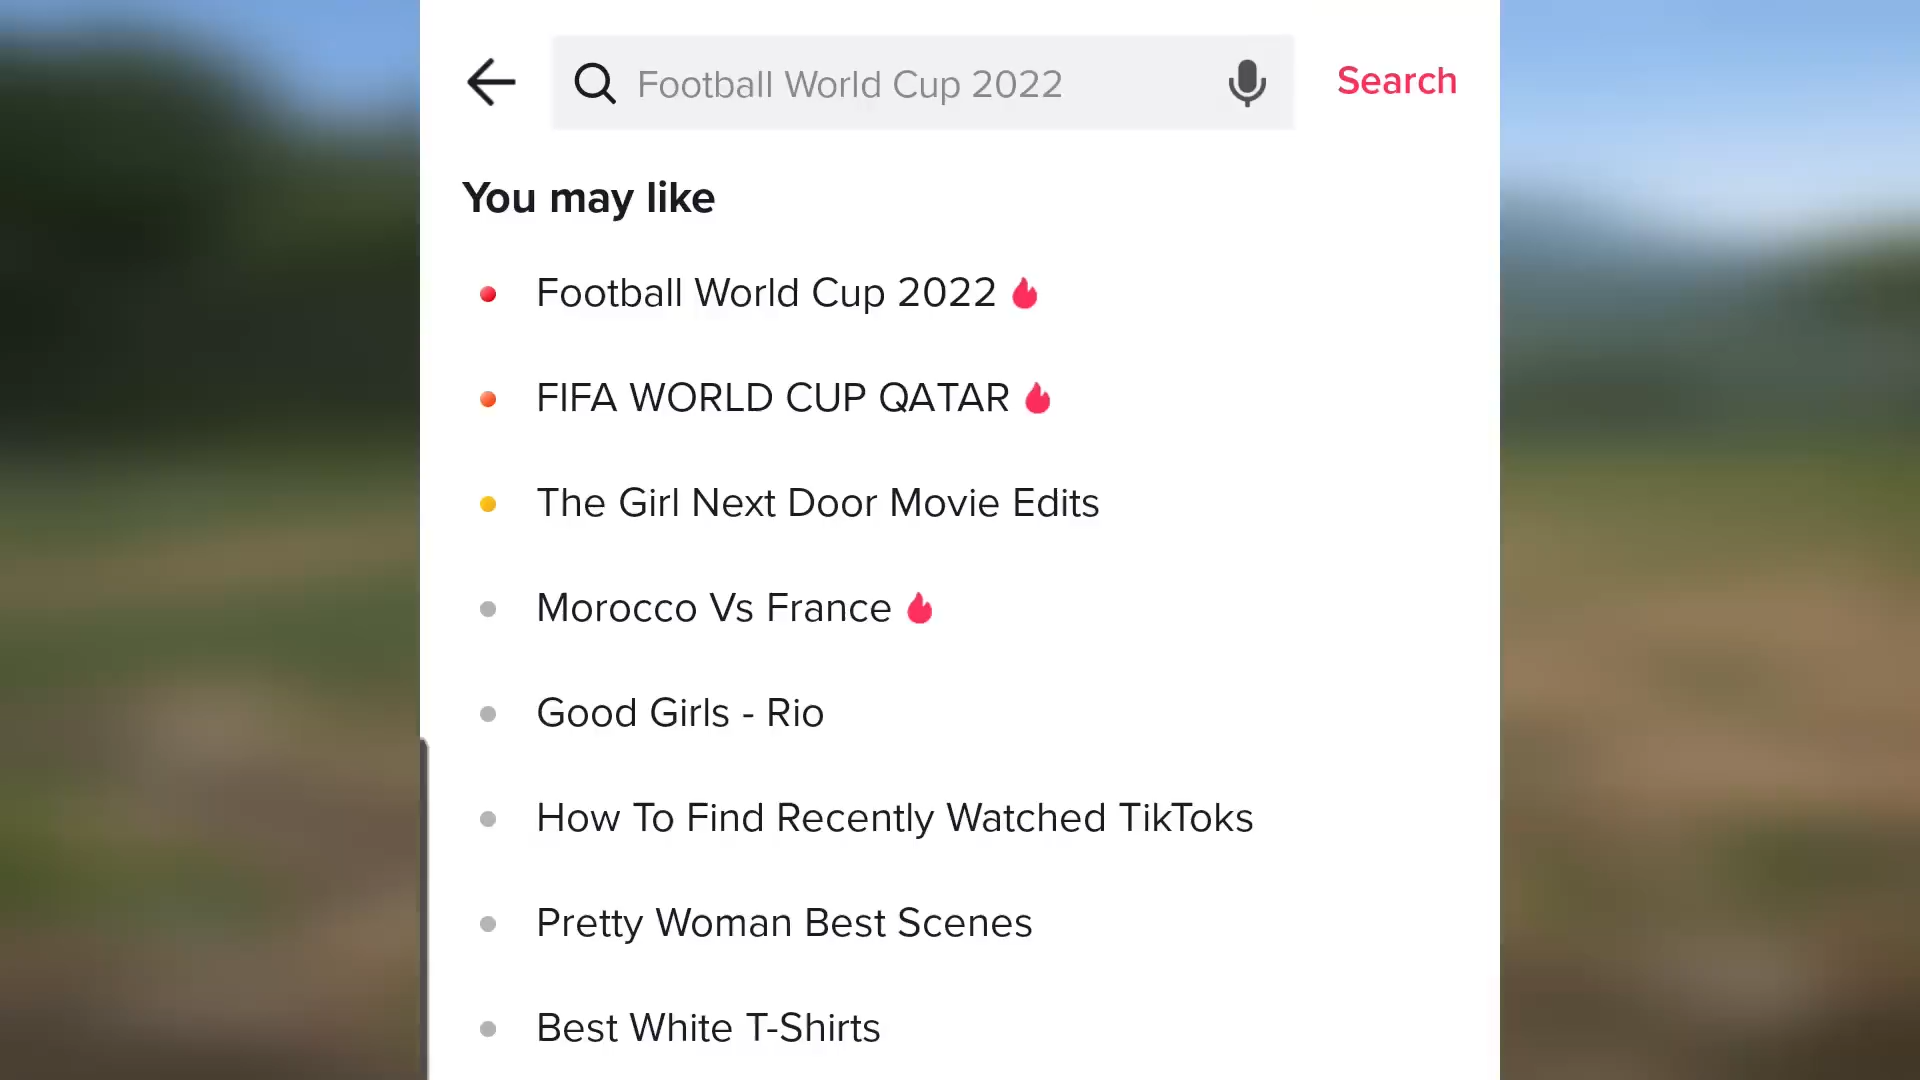 Football World Cup 2022
Search
You may like
Football World Cup 2022
FIFA WORLD CUP QATAR
The Girl Next Door Movie Edits
Morocco Vs France
Good Girls - Rio
How To Find Recently Watched TikToks
Pretty Woman Best Scenes
Best White T-Shirts